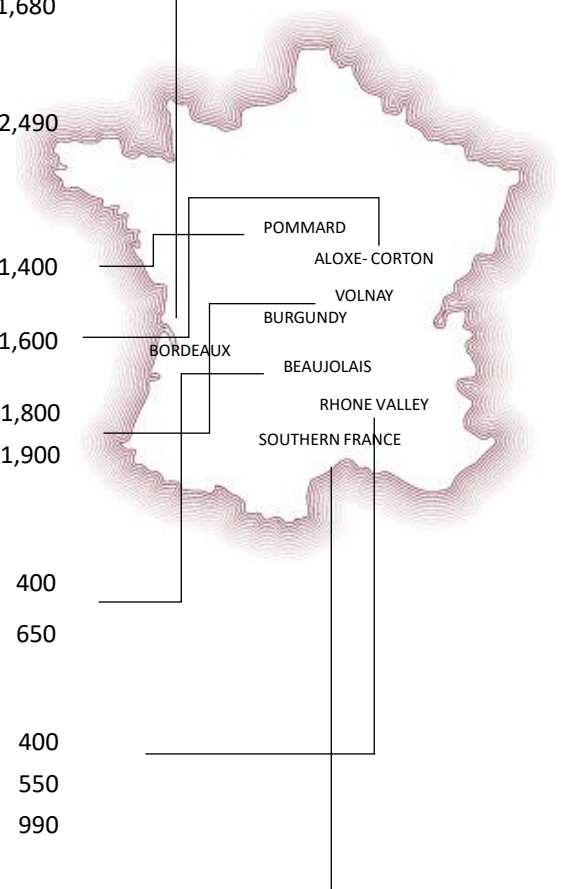 1,680
2,490
POMMARD
ALOXE- CORTON
1,400
VOLNAY
BURGUNDY
1,600
BORDEAUX
BEAUJOLAIS
RHONE VALLEY
1,800
SOUTHERN FRANCE
1,900
400
650
400
550
990